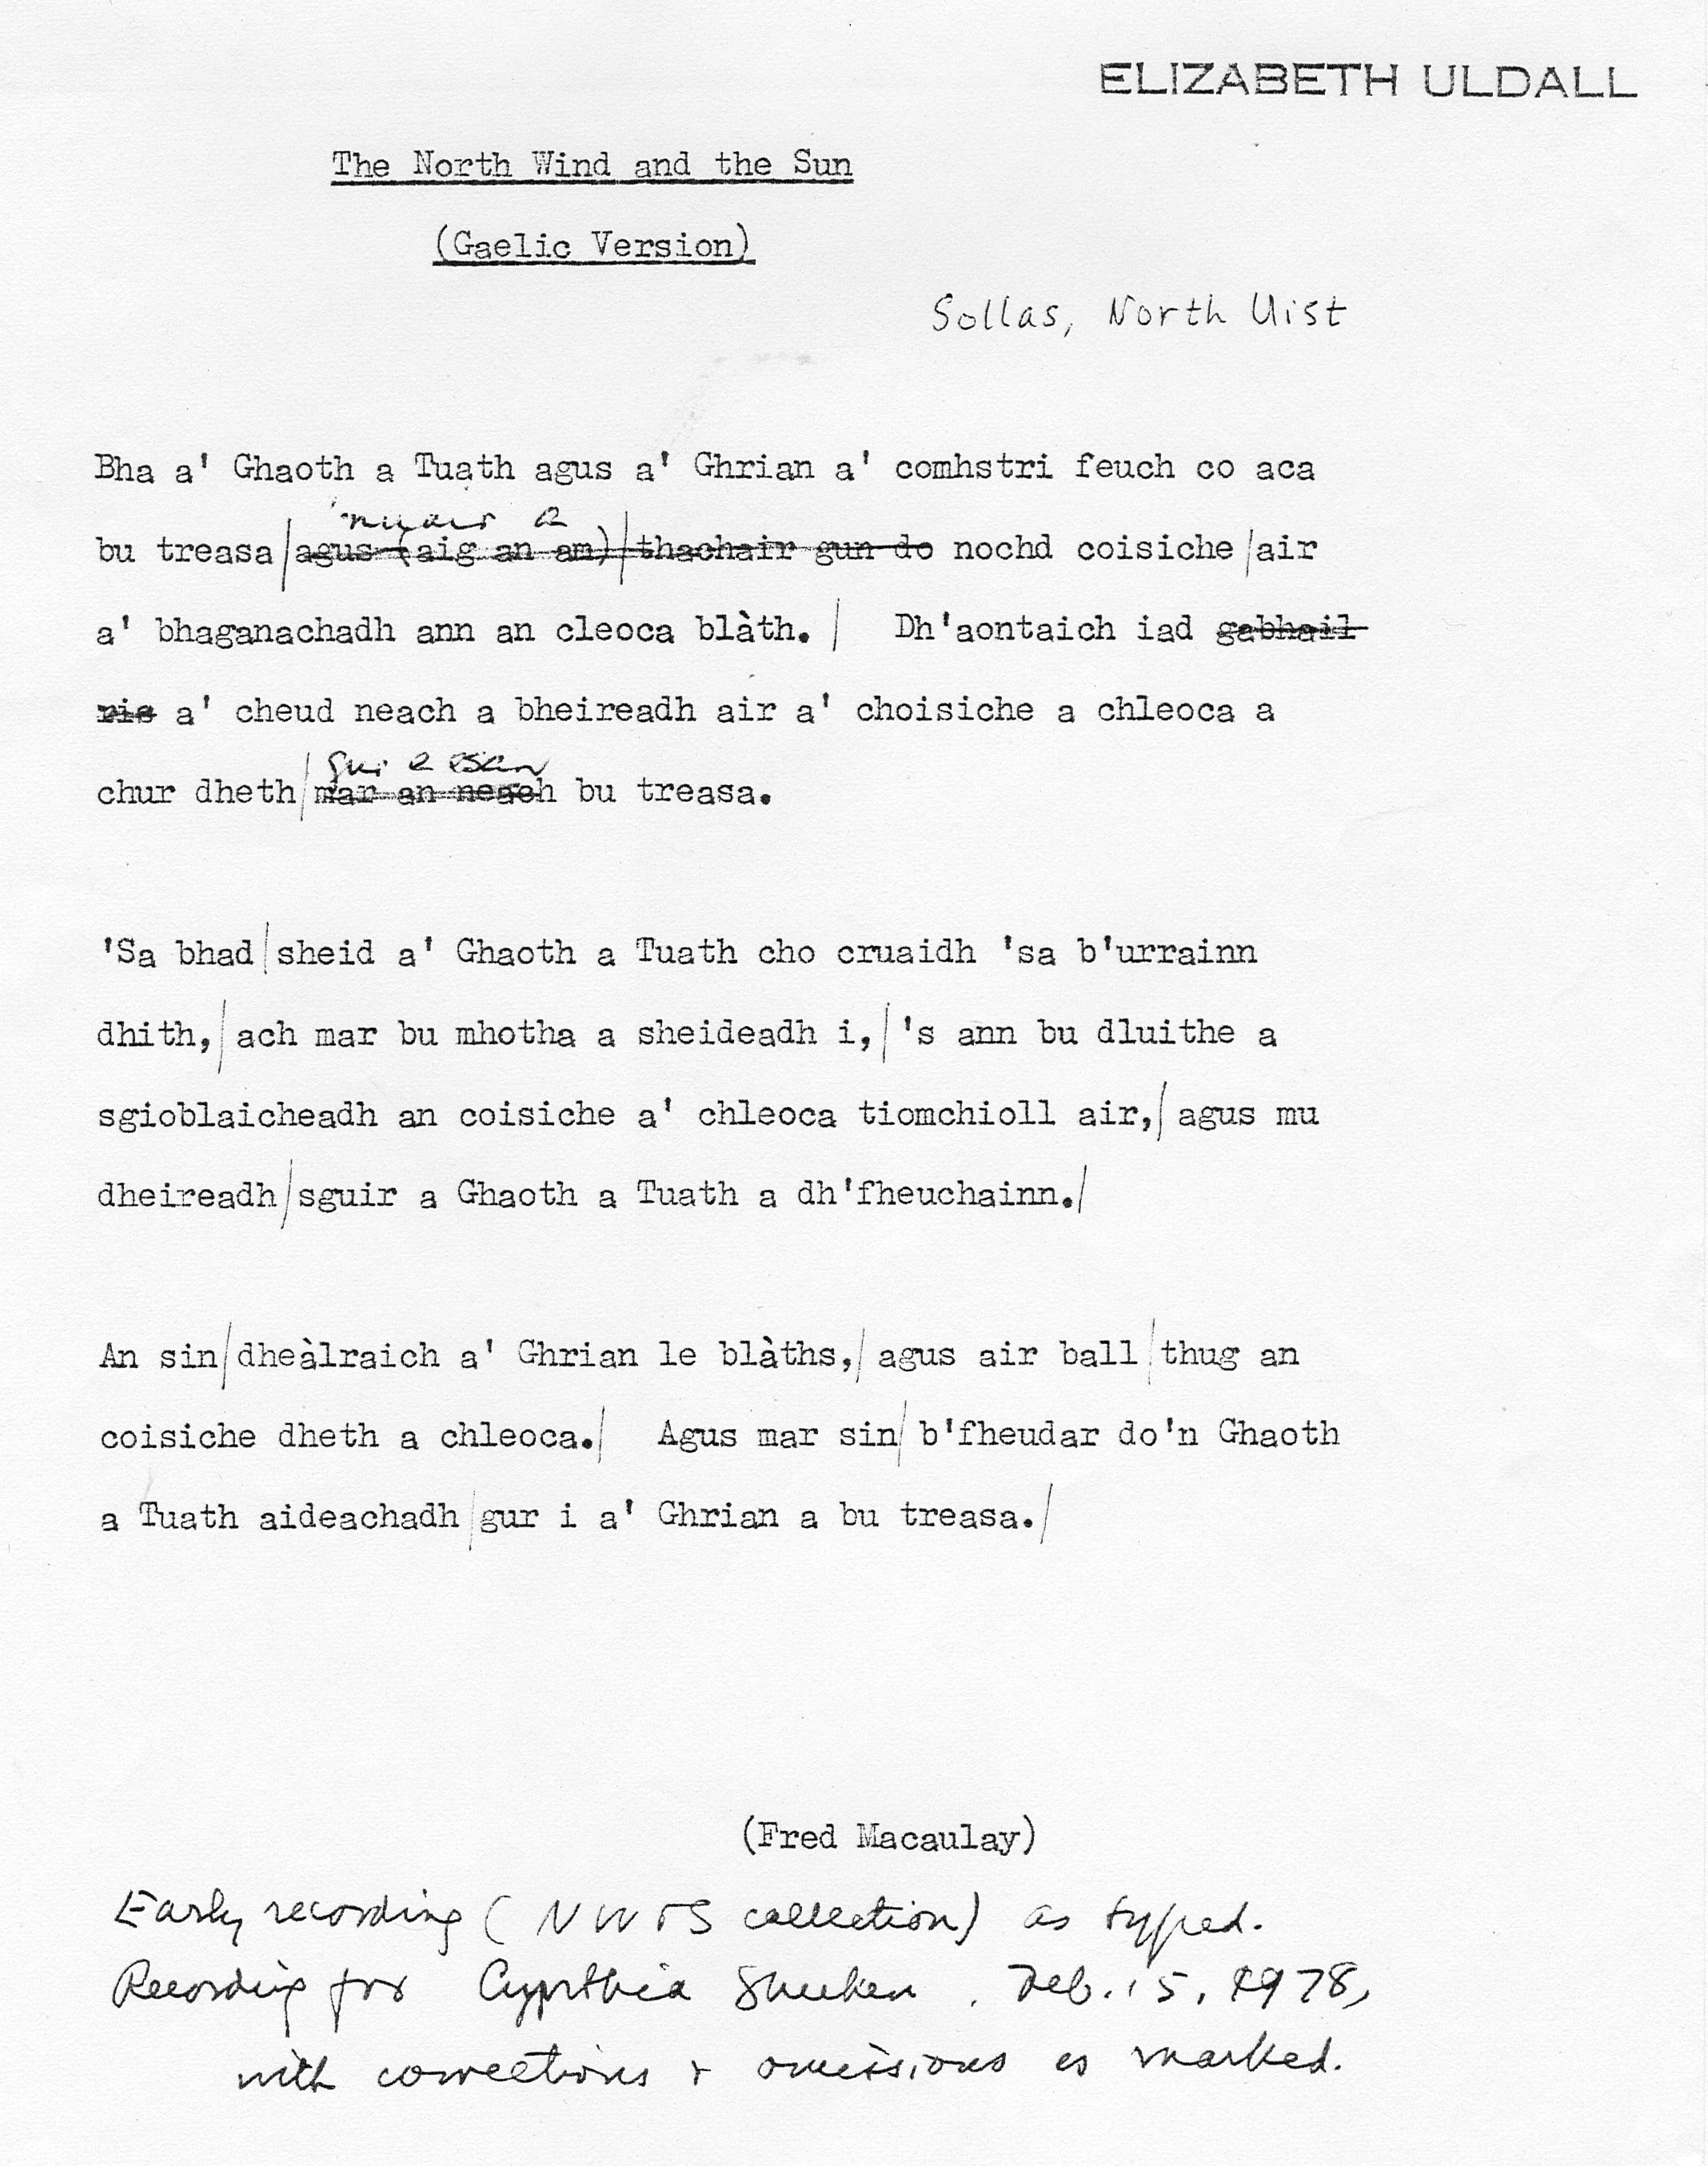 ELIZABETH ULDALL
The North Wind and the Sun
(Gaelic Version)
Sollas, North Uist
Bha a' Ghaoth a Tuath agus a' Ghrian a' comhstri feuch co aca
'nuair a
bu treasa/agus (aig an am)/thachair gun do nochd coisiche/air
a' bhaganachadh ann an cleoca blàth./ Dh'aontaich iad gabhail
ris a' cheud neach a bheireadh air a' choisiche a chleoca a
gur e esan
chur dheth/mar an neach bu treasa.
'Sa bhad/sheid a' Ghaoth a Tuath cho cruaidh 'sa b'urrainn
dhith,/ach mar bu mhotha a sheideadh i,/'s ann bu dluithe a
sgioblaicheadh an coisiche a' chleoca tiomchioll air,/agus mu
dheireadh/sguir a Ghaoth a Tuath a dh'fheuchainn./
An sin/dheàlraich a' Ghrian le blàths,/agus air ball/thug an
coisiche dheth a chleoca./ Agus mar sin/b'fheudar do'n Ghaoth
a Tuath aideachadh/gur i a' Ghrian a bu treasa./
(Fred Macaulay)
Early recording (NW+S collection) as typed.
Recording for Cynthia Shuken. Feb. 15, 1978,
with corrections + omissions as marked.